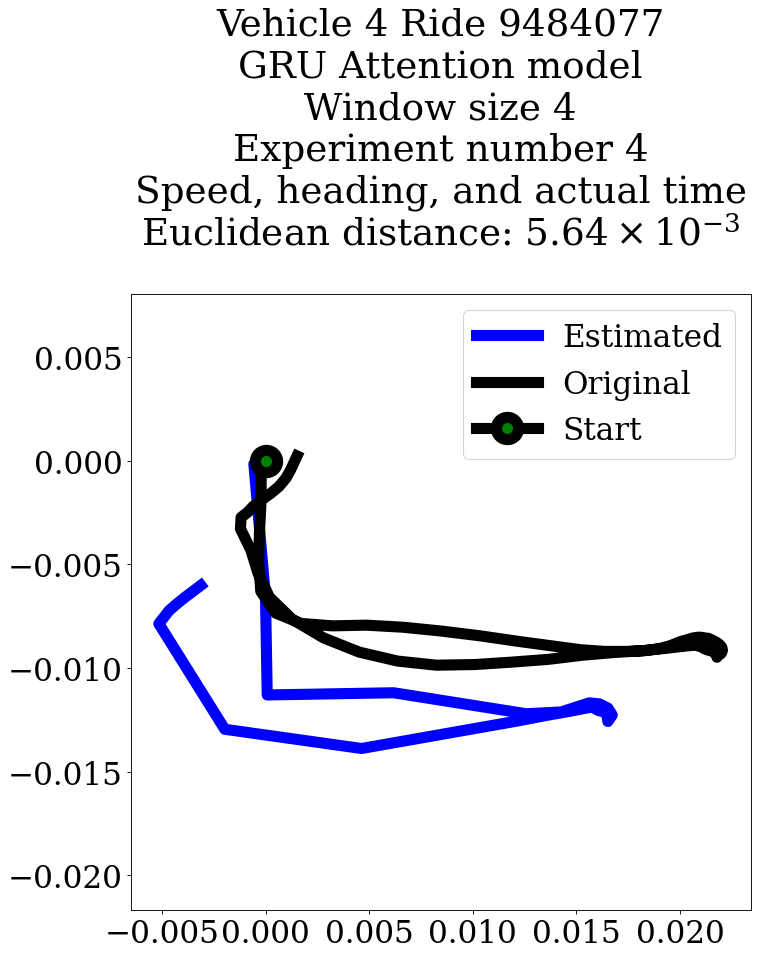 Vehicle 4 Ride 9484077
GRU Attention model
Window size 4
Experiment number 4
Speed, heading, and actual time
Euclidean distance: 5.64 × 10⁻³
Estimated
Original
Start
0.005
0.000
−0.005
−0.010
−0.015
−0.020
−0.005 0.000 0.005 0.010 0.015 0.020